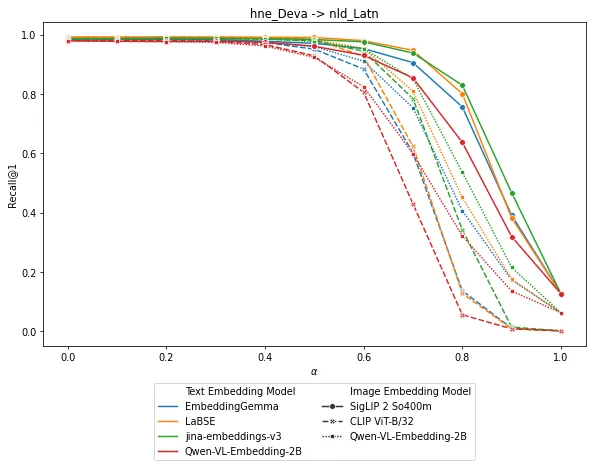 hne_Deva -> nld_Latn
Recall@1
1.0
0.8
0.6
0.4
0.2
0.0
0.0 0.2 0.4 0.6 0.8 1.0
α
Text Embedding Model Image Embedding Model
EmbeddingGemma SigLIP 2 So400m
LaBSE CLIP ViT-B/32
jina-embeddings-v3 Qwen-VL-Embedding-2B
Qwen-VL-Embedding-2B